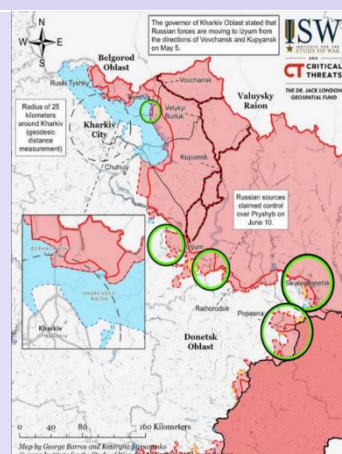 The governor of Kharkiv Oblast stated that
Russian forces are moving to Izyum from
the directions of Vovchansk and Kupyansk
on May 5.
ISW
INSTITUTE FOR THE
STUDY OF WAR
AND
CT CRITICAL
THREATS
THE DR. JACK LONDON
GEOSPATIAL FUND
N
W
E
S
Belgorod
Oblast
Ruski Tyshky
Vovchansk
Ternova
Valuysky
Raion
Radius of 25
kilometers
around Kharkiv
(geodesic
distance
measurement)
Velykyi
Burluk
Kharkiv
City
Chuhuiv
Kupyansk
Russian sources
claimed control
over Pryshyb on
June 10.
Izyum
Kharkiv
Severodonetsk
Raihorodok
Popasna
Donetsk
Oblast
0
40
80
160 Kilometers
Map by George Barros and Kateryna Stepanenko